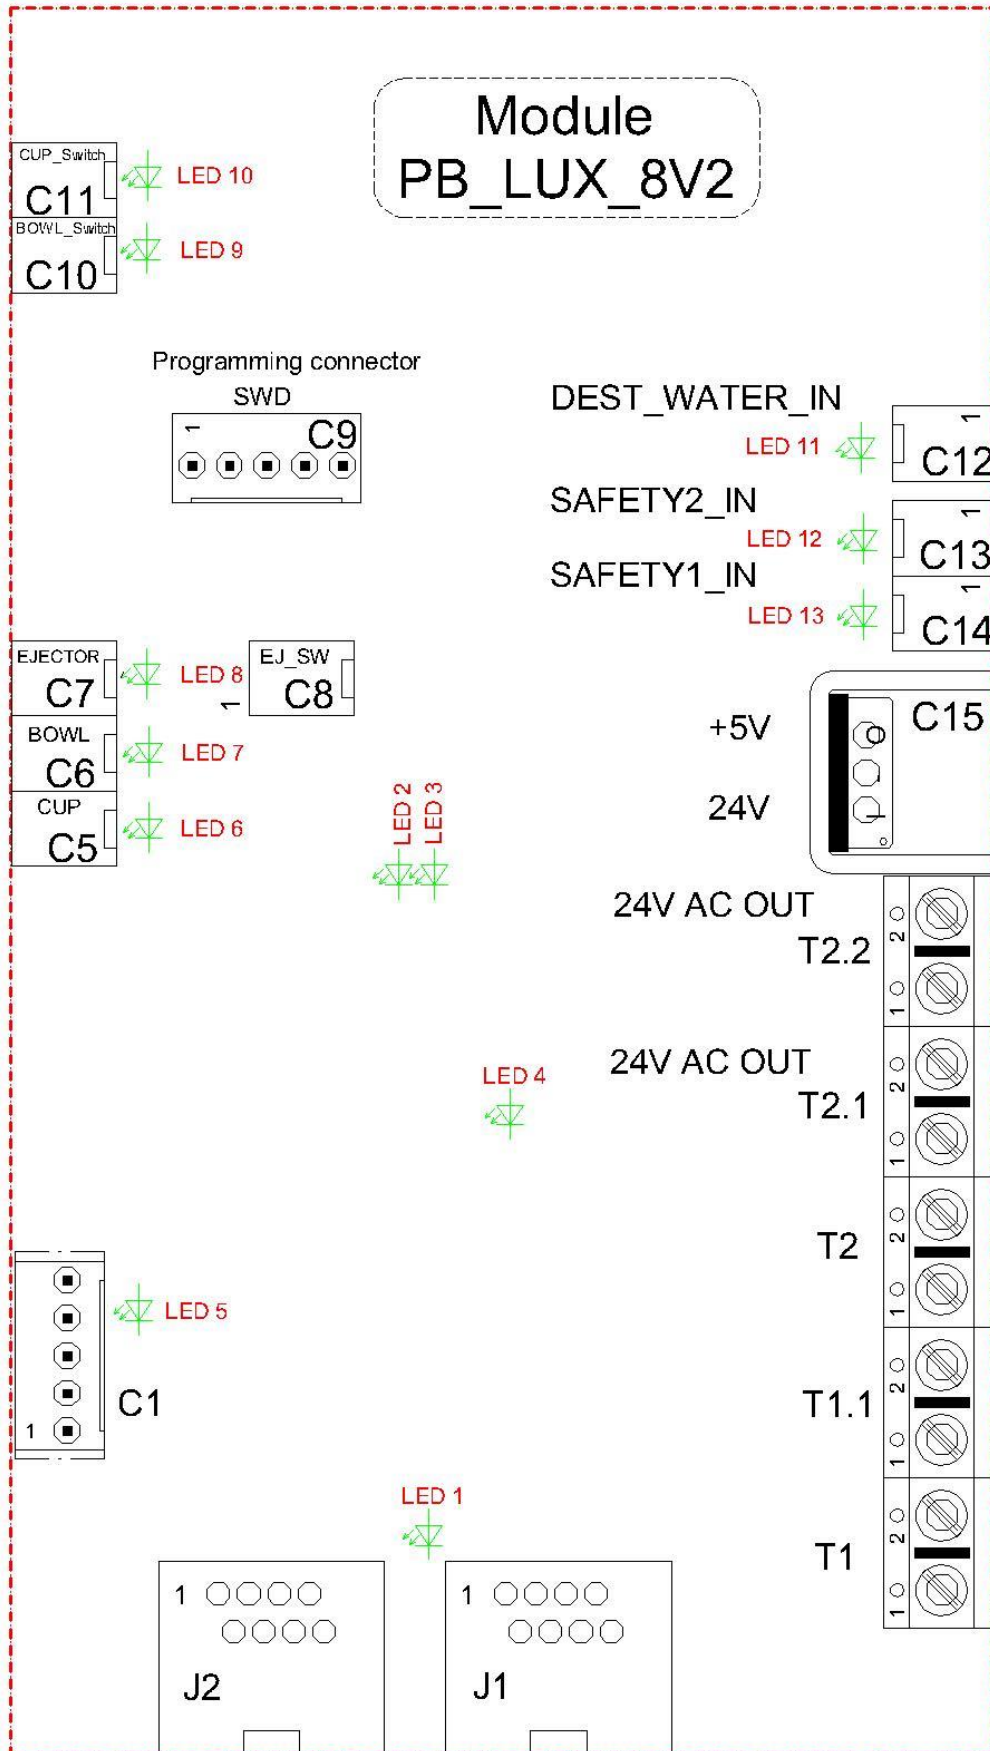 Module
PB_LUX_8V2
CUP_Switch
C11
LED 10
BOWL_Switch
C10
LED 9
Programming connector
SWD
1
C9
DEST_WATER_IN
LED 11
1
C12
SAFETY2_IN
LED 12
1
C13
SAFETY1_IN
LED 13
1
C14
EJECTOR
C7
LED 8
EJ_SW
C8
1
BOWL
C6
LED 7
CUP
C5
LED 6
LED 2
LED 3
+5V
24V
C15
24V AC OUT
T2.2
2
1
24V AC OUT
T2.1
2
1
LED 4
T2
2
1
LED 5
C1
1
T1.1
2
1
LED 1
T1
2
1
1
J2
1
J1